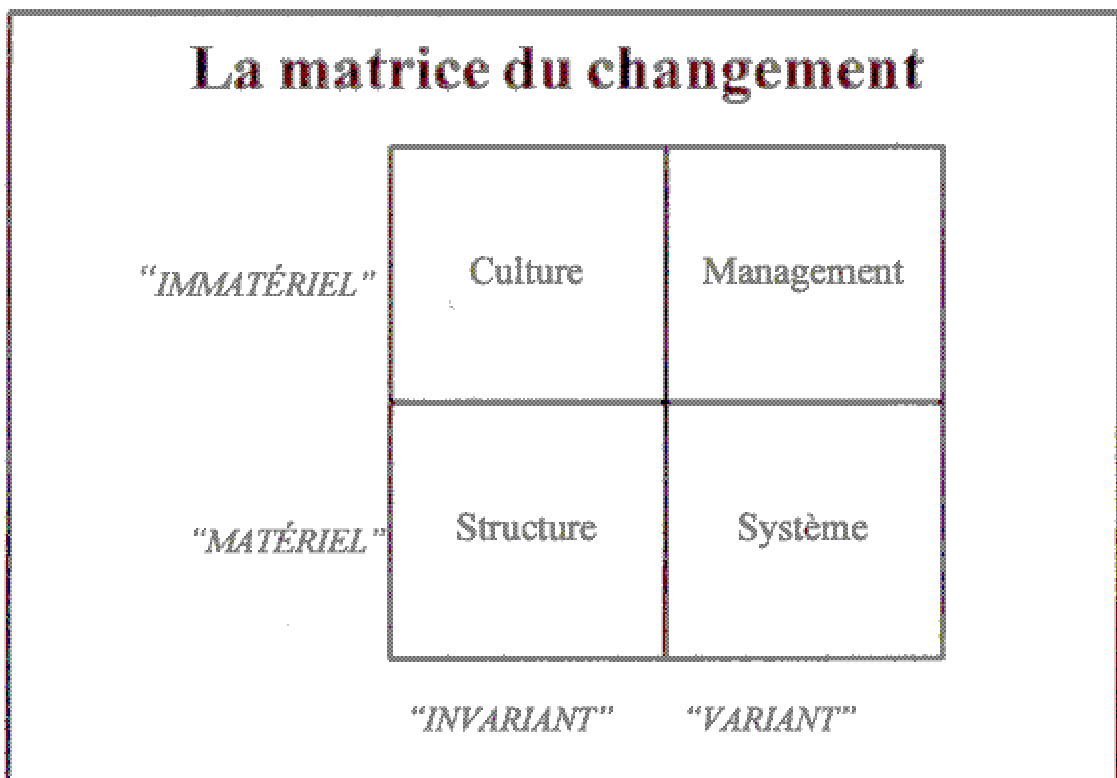 La matrice du changement
“IMMATÉRIEL” Culture Management
“MATÉRIEL” Structure Système
“INVARIANT” “VARIANT”